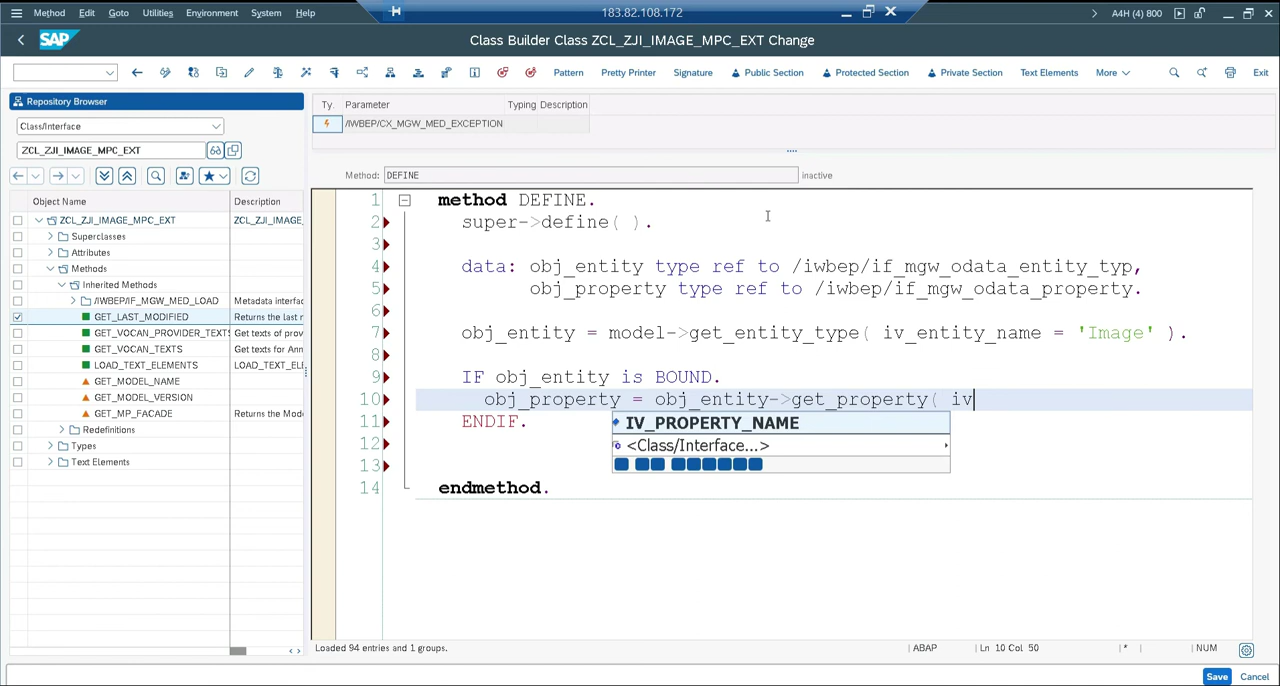 Method Edit Goto Utilities Environment System Help
183.82.108.172
A4H (4) 800
SAP
Class Builder Class ZCL_ZJI_IMAGE_MPC_EXT Change
Pattern Pretty Printer Signature Public Section Protected Section Private Section Text Elements More Exit
Repository Browser
Class/Interface
ZCL_ZJI_IMAGE_MPC_EXT
Object Name Description
ZCL_ZJI_IMAGE_MPC_EXT ZCL_ZJI_IMAGE_
Superclasses
Attributes
Methods
Inherited Methods
/IWBEP/IF_MGW_MED_LOAD Metadata interfac
GET_LAST_MODIFIED Returns the last m
GET_VOCAN_PROVIDER_TEXTS Get texts of prov
GET_VOCAN_TEXTS Get texts for Ann
LOAD_TEXT_ELEMENTS LOAD_TEXT_ELE
GET_MODEL_NAME
GET_MODEL_VERSION
GET_MP_FACADE Returns the Mode
Redefinitions
Types
Text Elements
Ty. Parameter Typing Description
/IWBEP/CX_MGW_MED_EXCEPTION
Method: DEFINE inactive
1 method DEFINE.
2 super->define( ).
3
4 data: obj_entity type ref to /iwbep/if_mgw_odata_entity_typ,
5 obj_property type ref to /iwbep/if_mgw_odata_property.
6
7 obj_entity = model->get_entity_type( iv_entity_name = 'Image' ).
8
9 IF obj_entity is BOUND.
10 obj_property = obj_entity->get_property( iv
IV_PROPERTY_NAME
11 ENDIF.
<Class/Interface...>
12
13
14 endmethod.
Loaded 94 entries and 1 groups.
ABAP Ln 10 Col 50 * NUM
Save Cancel